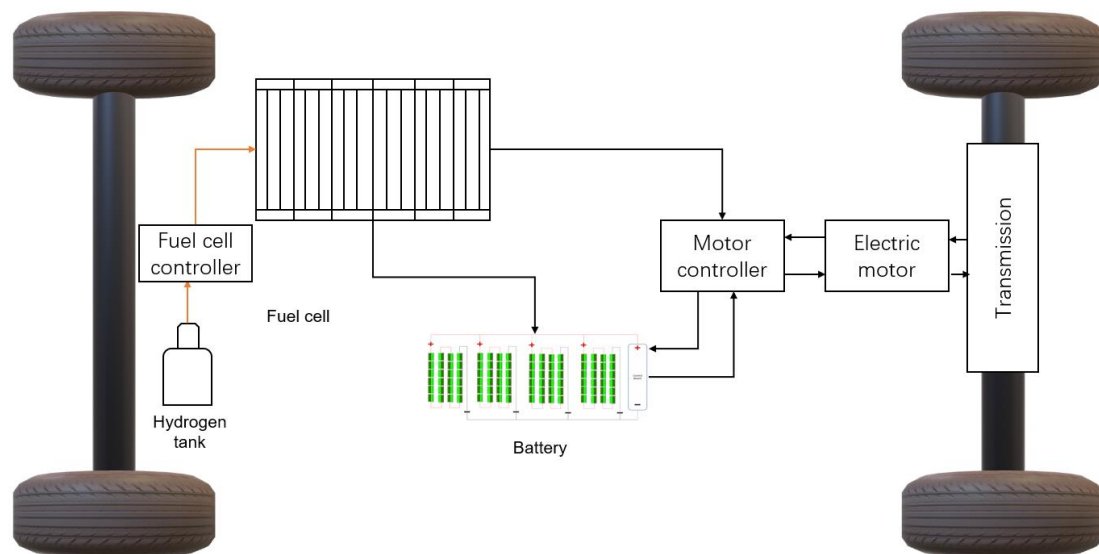 Fuel cell
controller
Fuel cell
Hydrogen
tank
Battery
Motor
controller
Electric
motor
Transmission